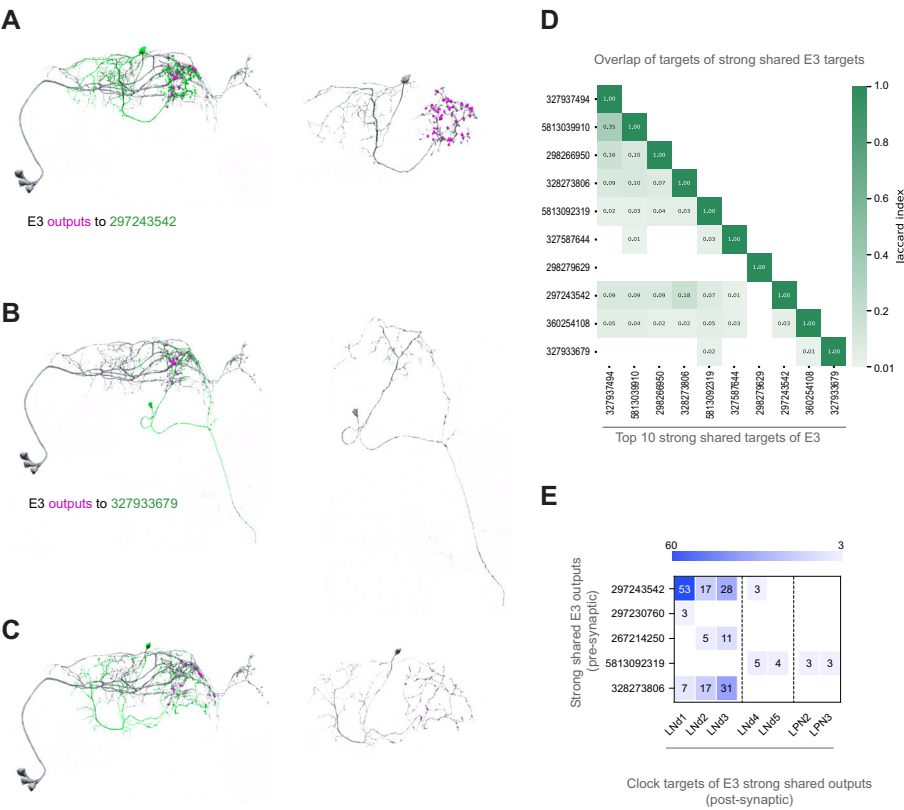 A
E3 outputs to 297243542
B
E3 outputs to 327933679
C
D
Overlap of targets of strong shared E3 targets
327937494 1.00
5813039910 0.35 1.00
298266950 0.16 0.10 1.00
328273806 0.09 0.10 0.07 1.00
5813092319 0.02 0.03 0.04 0.03 1.00
327587644 0.01 0.03 1.00
298279629 1.00
297243542 0.09 0.09 0.09 0.18 0.07 0.01 1.00
360254108 0.05 0.04 0.02 0.02 0.05 0.03 0.03 1.00
327933679 0.02 0.01 1.00
327937494 5813039910 298266950 328273806 5813092319 327587644 298279629 297243542 360254108 327933679
Top 10 strong shared targets of E3
1.0
0.8
0.6
0.4
0.2
0.01
Jaccard index
E
60 3
Strong shared E3 outputs
(pre-synaptic)
297243542 53 17 28 3
297230760 3
267214250 5 11
5813092319 5 4 3 3
328273806 7 17 31
LNd1 LNd2 LNd3 LNd4 LNd5 LPN2 LPN3
Clock targets of E3 strong shared outputs
(post-synaptic)